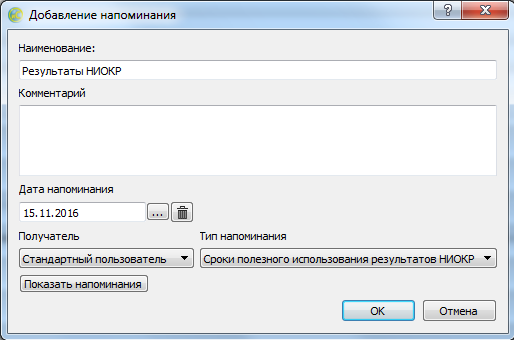 Добавление напоминания
Наименование:
Результаты НИОКР
Комментарий
Дата напоминания
15.11.2016 ...
Получатель Тип напоминания
Стандартный пользователь Сроки полезного использования результатов НИОКР
Показать напоминания
OK Отмена